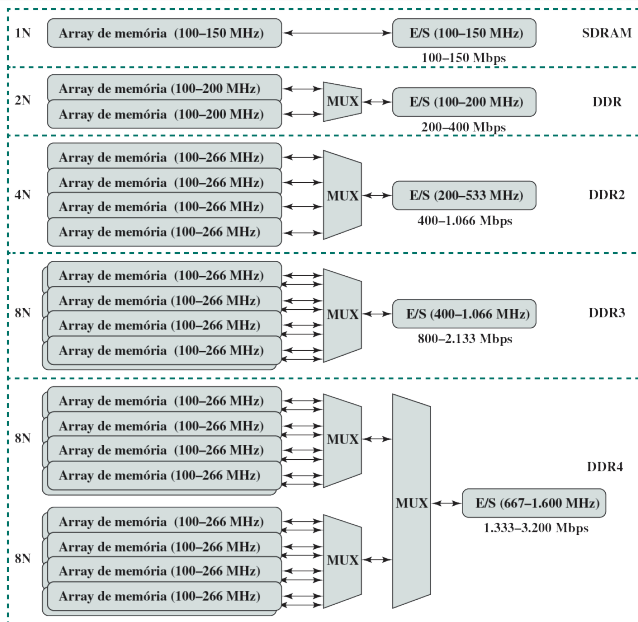 1N
Array de memória (100–150 MHz)
E/S (100–150 MHz)
100–150 Mbps
SDRAM
2N
Array de memória (100–200 MHz)
Array de memória (100–200 MHz)
MUX
E/S (100–200 MHz)
200–400 Mbps
DDR
4N
Array de memória (100–266 MHz)
Array de memória (100–266 MHz)
Array de memória (100–266 MHz)
Array de memória (100–266 MHz)
MUX
E/S (200–533 MHz)
400–1.066 Mbps
DDR2
8N
Array de memória (100–266 MHz)
Array de memória (100–266 MHz)
Array de memória (100–266 MHz)
Array de memória (100–266 MHz)
MUX
E/S (400–1.066 MHz)
800–2.133 Mbps
DDR3
8N
Array de memória (100–266 MHz)
Array de memória (100–266 MHz)
Array de memória (100–266 MHz)
Array de memória (100–266 MHz)
MUX
8N
Array de memória (100–266 MHz)
Array de memória (100–266 MHz)
Array de memória (100–266 MHz)
Array de memória (100–266 MHz)
MUX
MUX
DDR4
E/S (667–1.600 MHz)
1.333–3.200 Mbps